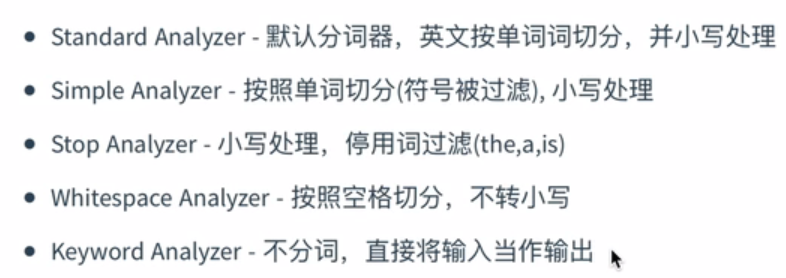 • Standard Analyzer - 默认分词器，英文按单词词切分，并小写处理
• Simple Analyzer - 按照单词切分(符号被过滤), 小写处理
• Stop Analyzer - 小写处理，停用词过滤(the,a,is)
• Whitespace Analyzer - 按照空格切分，不转小写
• Keyword Analyzer - 不分词，直接将输入当作输出